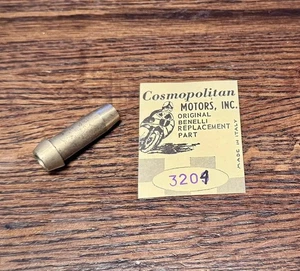 Cosmopolitan
MOTORS, INC.
ORIGINAL
BENELLI
REPLACEMENT
PART
MADE IN ITALY
3204